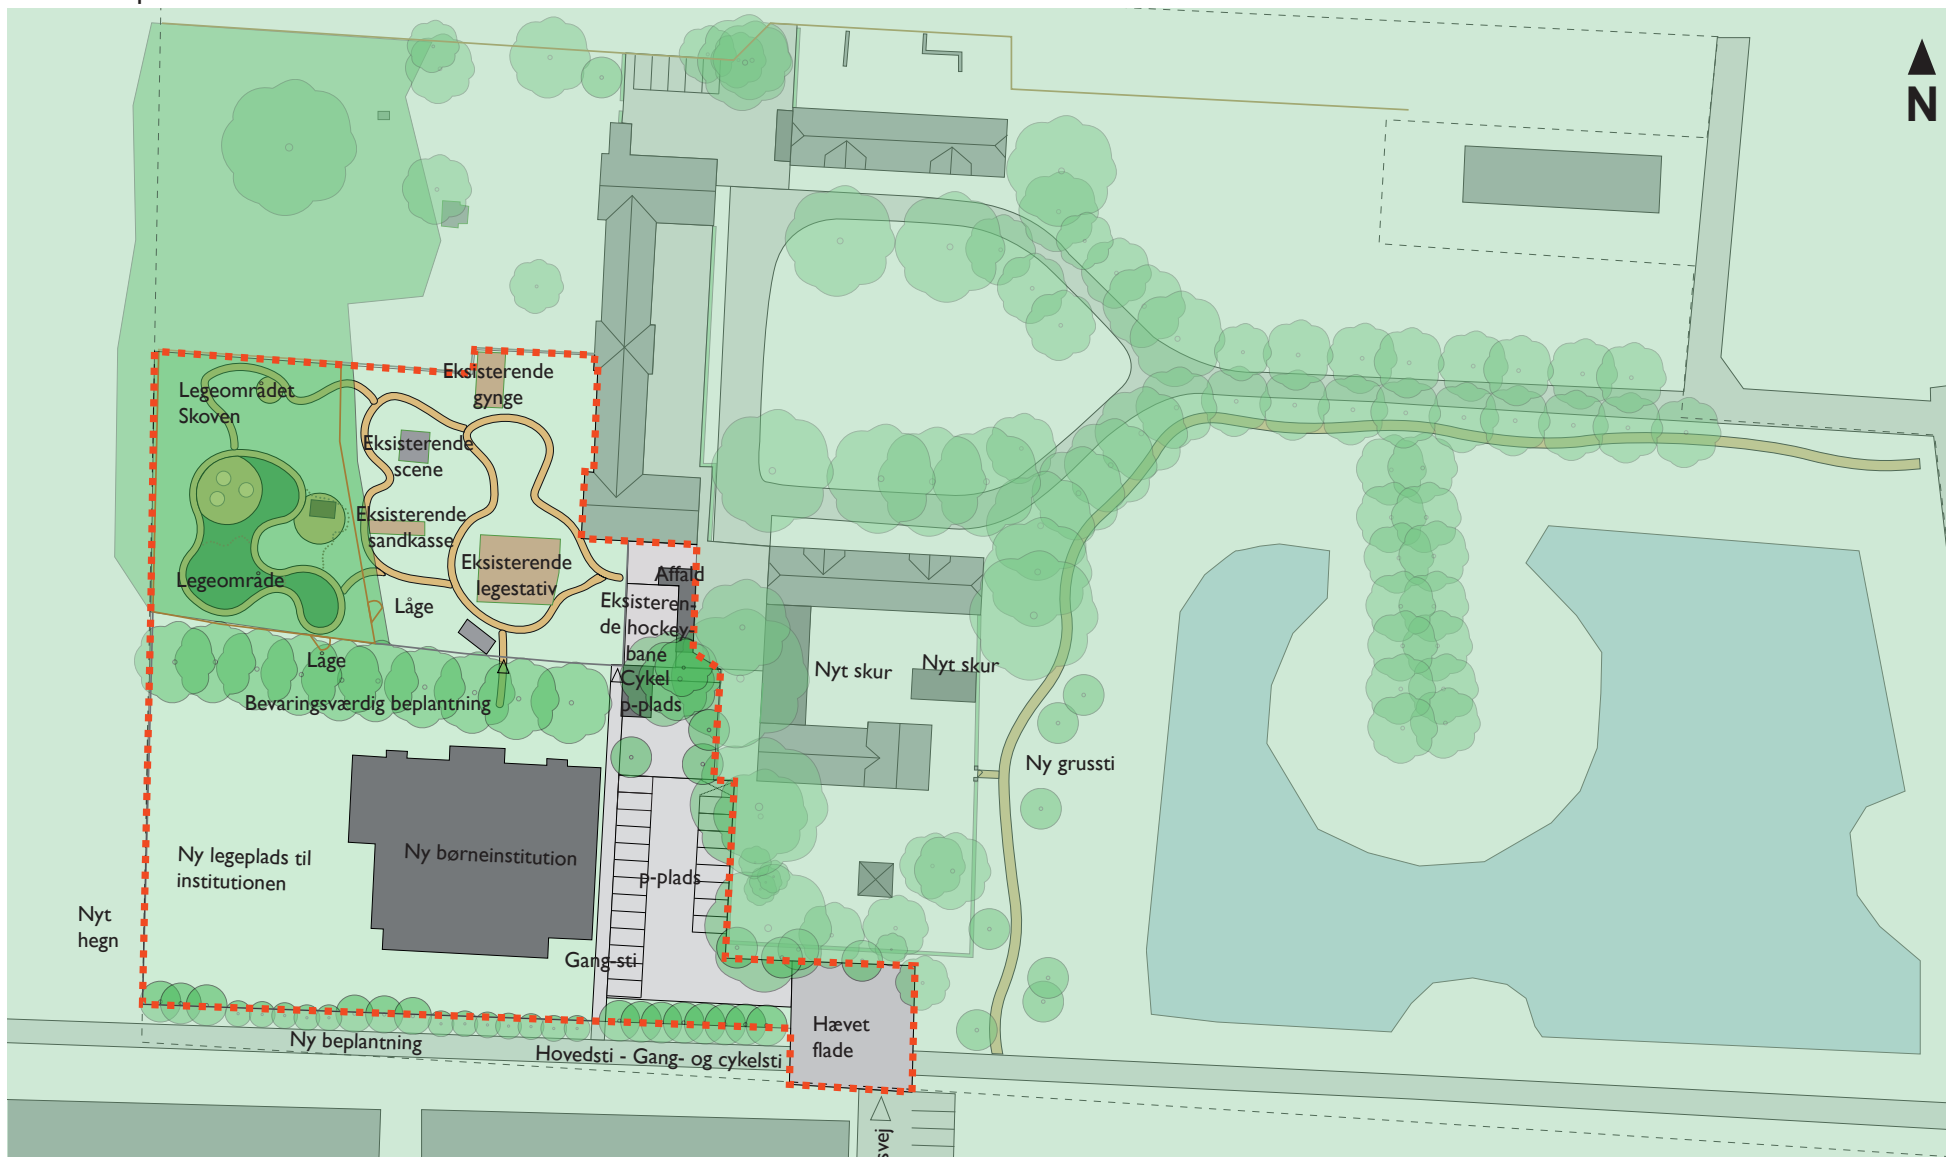 N
Legeområdet
Skoven
Eksisterende
gynge
Eksisterende
scene
Eksisterende
sandkasse
Eksisterende
legestativ
Legeområde
Låge
Låge
Affald
Eksisteren-
de hockey-
bane
Cykel
p-plads
Bevaringsværdig beplantning
Nyt skur
Nyt skur
Ny grussti
Ny børneinstitution
Ny legeplads til
institutionen
p-plads
Nyt
hegn
Gang-sti
Ny beplantning
Hovedsti - Gang- og cykelsti
Hævet
flade